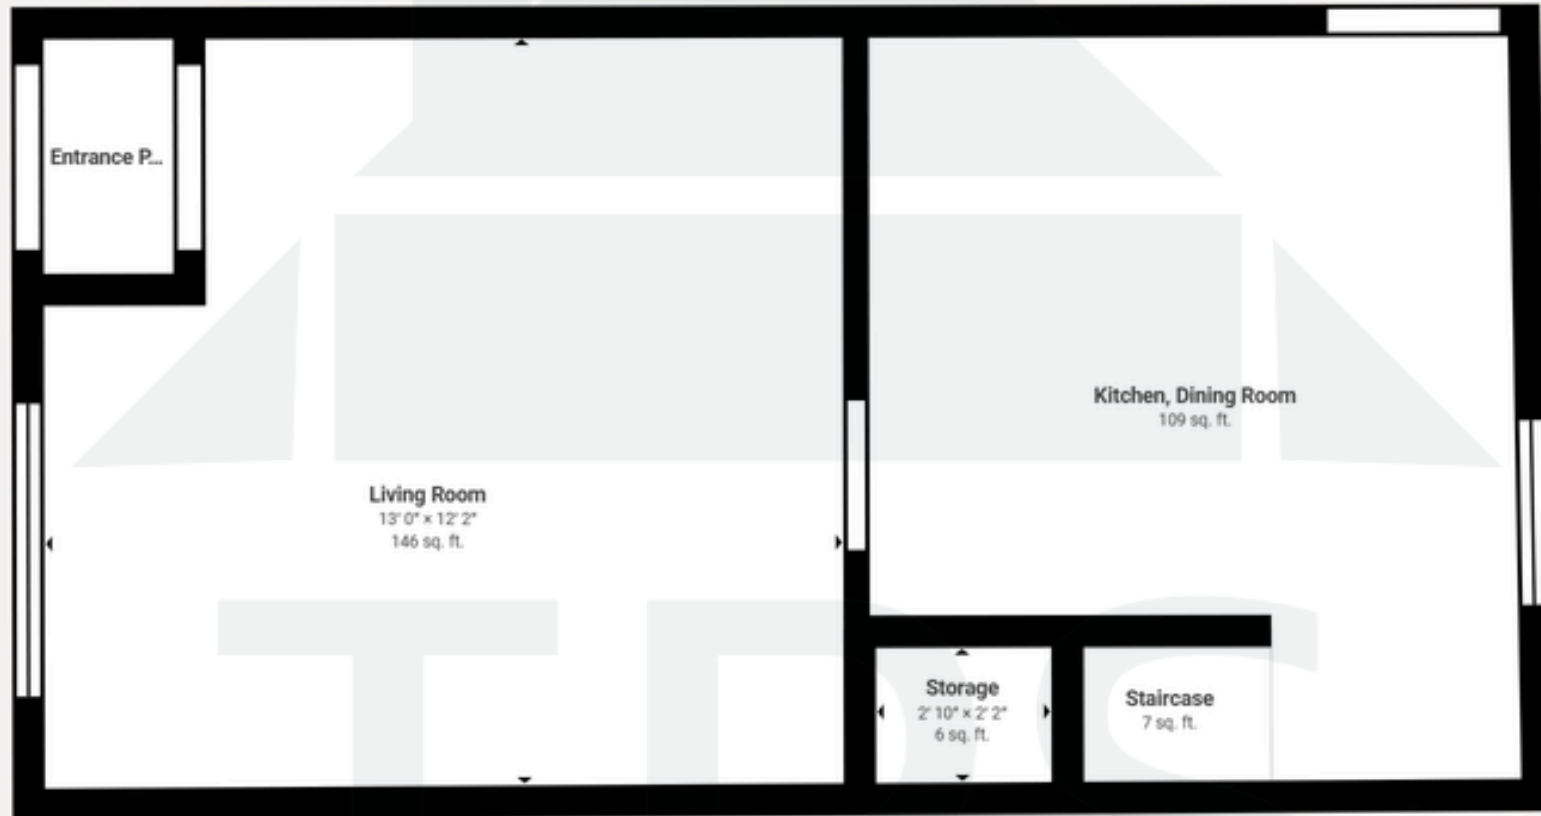 Entrance P...
Kitchen, Dining Room
109 sq. ft.
Living Room
13' 0" × 12' 2"
146 sq. ft.
Storage
2' 10" × 2' 2"
6 sq. ft.
Staircase
7 sq. ft.